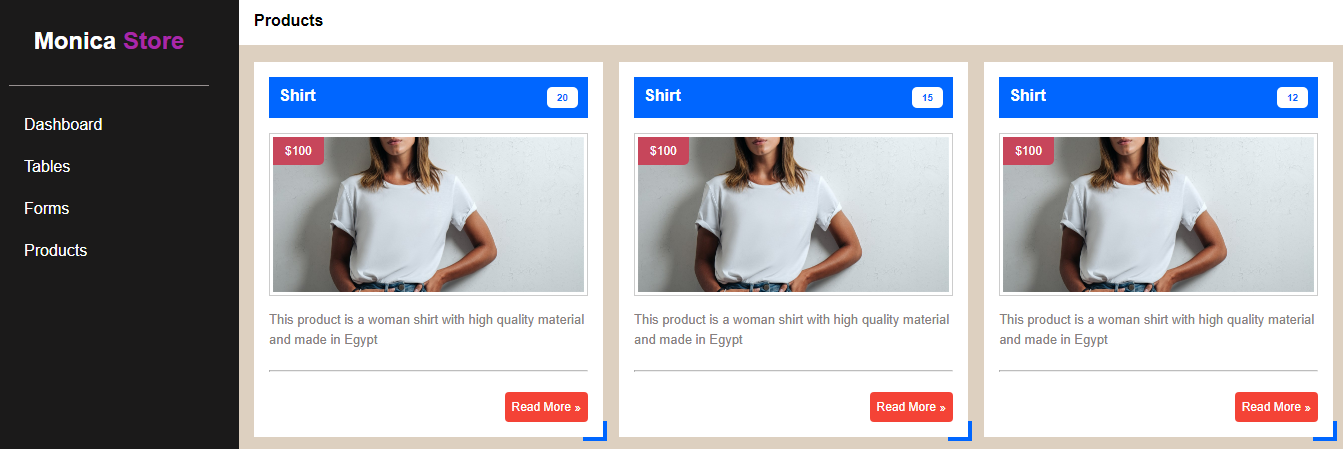 Monica Store
Dashboard
Tables
Forms
Products
Products
Shirt 20
$100
This product is a woman shirt with high quality material
and made in Egypt
Read More »
Shirt 15
$100
This product is a woman shirt with high quality material
and made in Egypt
Read More »
Shirt 12
$100
This product is a woman shirt with high quality material
and made in Egypt
Read More »